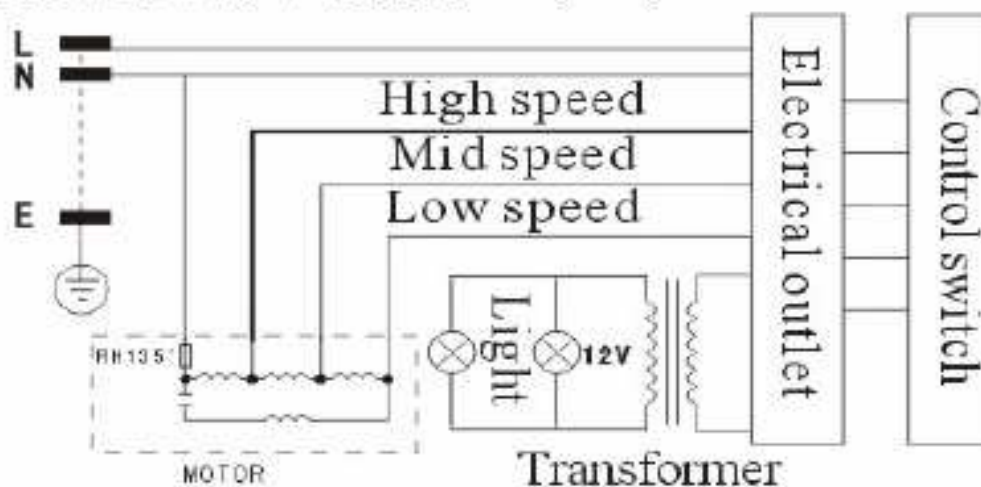 L
N
High speed
Mid speed
Low speed
E
Electrical outlet
Control switch
RH135
Light
12V
MOTOR
Transformer